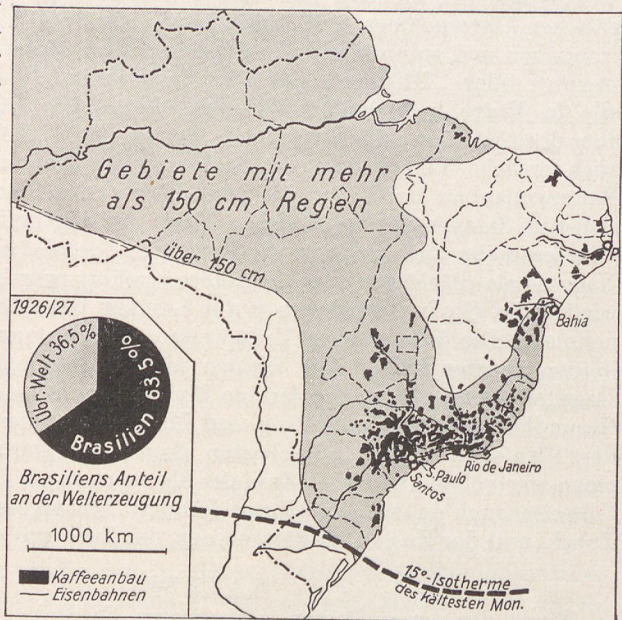 Gebiete mit mehr
als 150 cm Regen
über 150 cm
P.
Bahia
Rio de Janeiro
S. Paulo
Santos
1926/27.
Übr. Welt 36,5%
Brasilien 63,5%
Brasiliens Anteil
an der Welterzeugung
1000 km
Kaffeeanbau
Eisenbahnen
15°-Isotherme
des kältesten Mon.